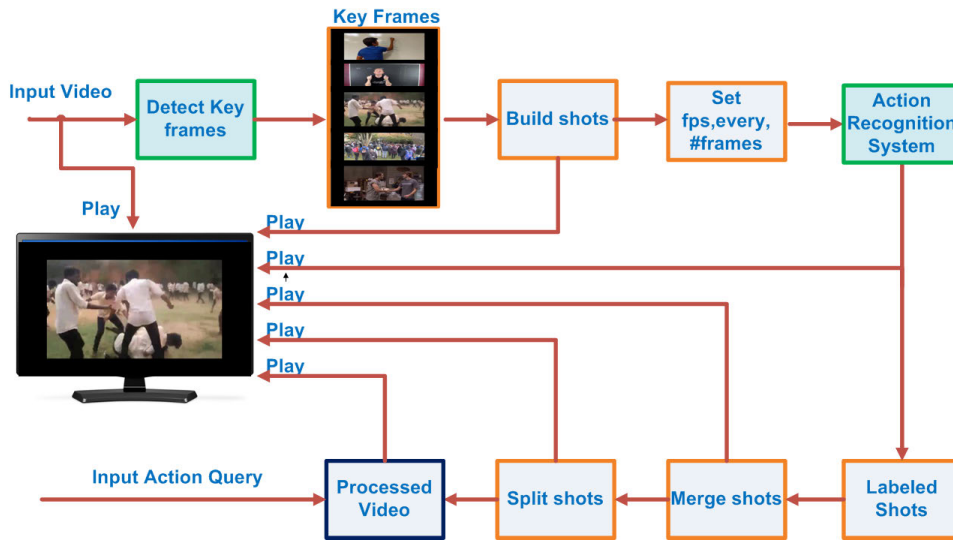 Key Frames
Input Video
Detect Key
frames
Build shots
Set
fps,every,
#frames
Action
Recognition
System
Play
Play
Play
Play
Play
Play
Input Action Query
Processed
Video
Split shots
Merge shots
Labeled
Shots